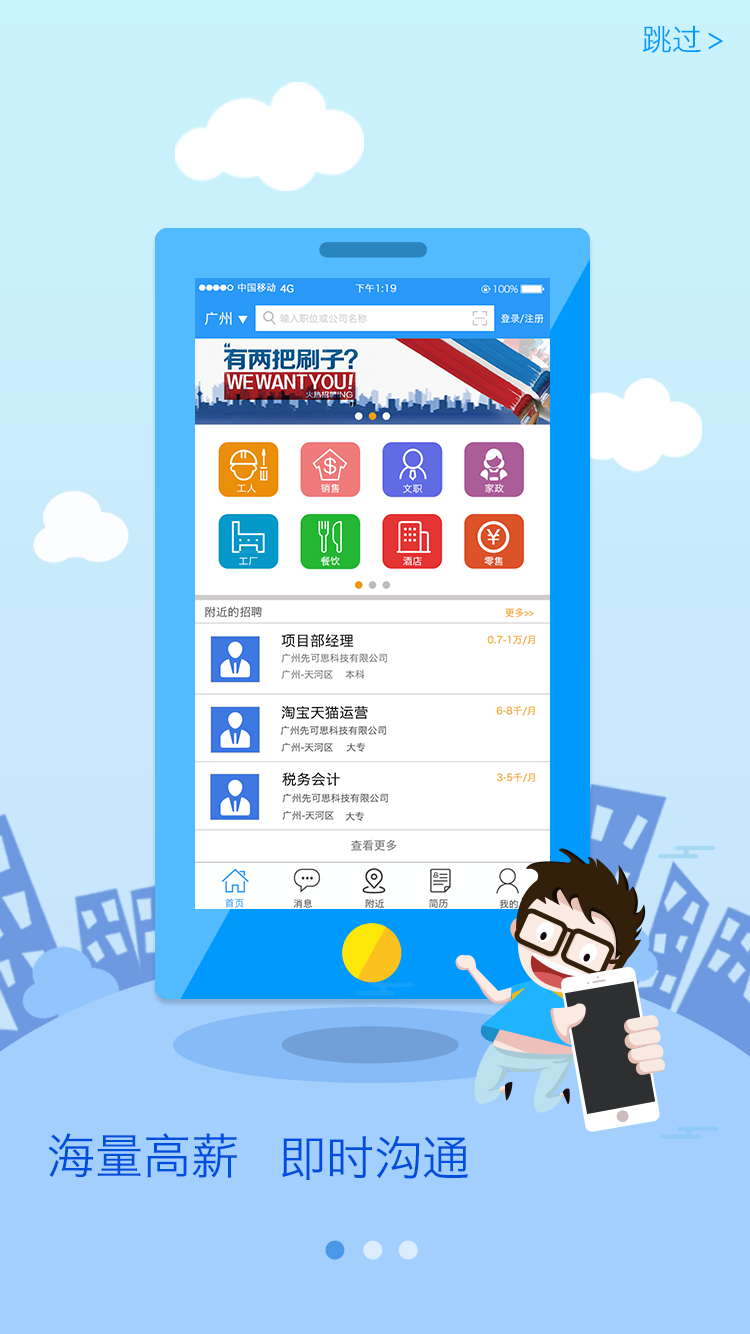 跳过 >
中国移动 4G 下午1:19 100%
广州 输入职位或公司名称 登录/注册
“有两把刷子?
WE WANT YOU!
火热招聘ING
工人 销售 文职 家政
工厂 餐饮 酒店 零售
附近的招聘 更多>>
项目部经理 0.7-1万/月
广州先可思科技有限公司
广州-天河区 本科
淘宝天猫运营 6-8千/月
广州先可思科技有限公司
广州-天河区 大专
税务会计 3-5千/月
广州先可思科技有限公司
广州-天河区 大专
查看更多
首页 消息 附近 简历 我的
海量高薪 即时沟通